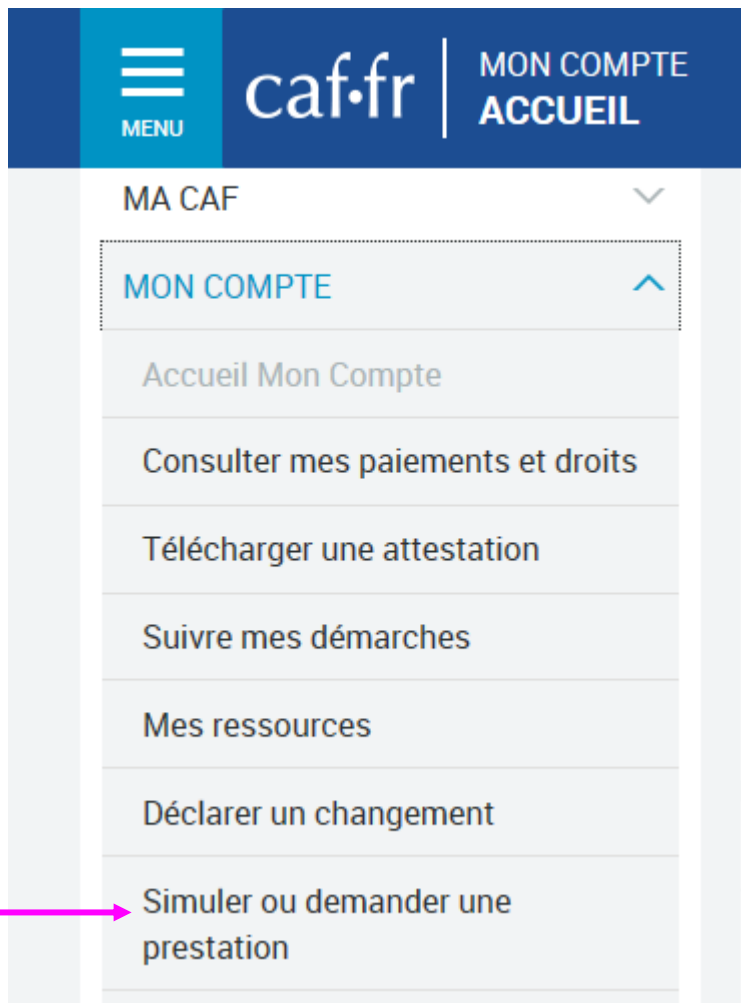 MENU
caf•fr
MON COMPTE
ACCUEIL
MA CAF
MON COMPTE
Accueil Mon Compte
Consulter mes paiements et droits
Télécharger une attestation
Suivre mes démarches
Mes ressources
Déclarer un changement
Simuler ou demander une
prestation